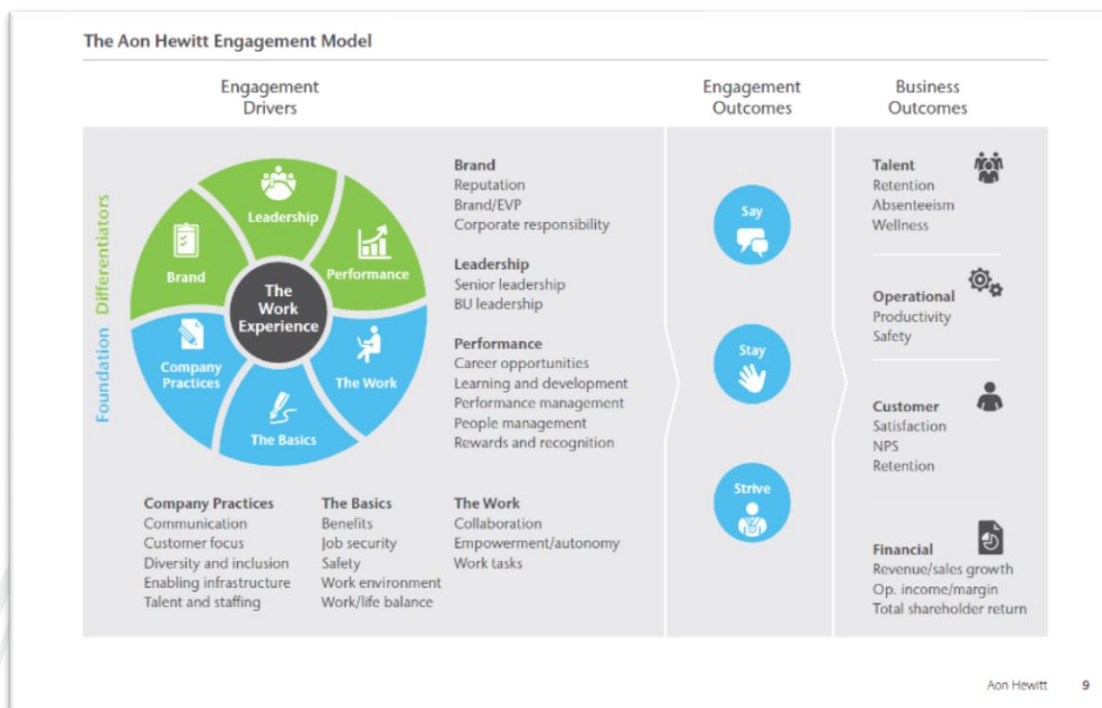 The Aon Hewitt Engagement Model
Engagement
Drivers
Engagement
Outcomes
Business
Outcomes
Differentiators
Foundation
Leadership
Performance
The Work
The Basics
Company
Practices
Brand
The
Work
Experience
Brand
Reputation
Brand/EVP
Corporate responsibility
Leadership
Senior leadership
BU leadership
Performance
Career opportunities
Learning and development
Performance management
People management
Rewards and recognition
Company Practices
Communication
Customer focus
Diversity and inclusion
Enabling infrastructure
Talent and staffing
The Basics
Benefits
Job security
Safety
Work environment
Work/life balance
The Work
Collaboration
Empowerment/autonomy
Work tasks
Say
Stay
Strive
Talent
Retention
Absenteeism
Wellness
Operational
Productivity
Safety
Customer
Satisfaction
NPS
Retention
Financial
Revenue/sales growth
Op. income/margin
Total shareholder return
Aon Hewitt 9